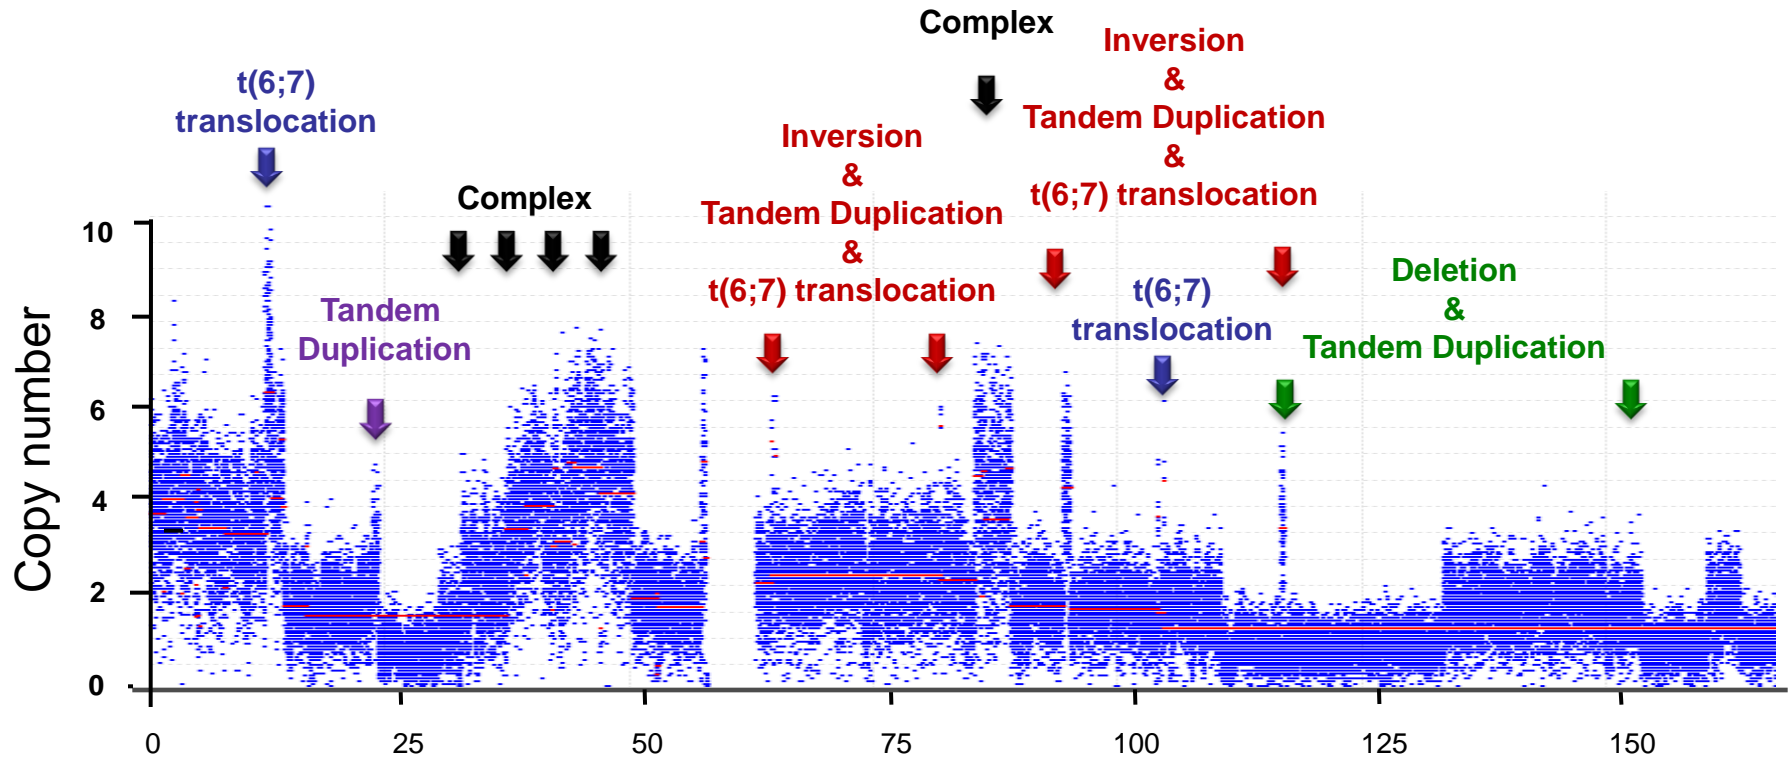 Complex
Inversion
&
Tandem Duplication
&
t(6;7) translocation
t(6;7)
translocation
Inversion
&
Tandem Duplication
&
t(6;7) translocation
Complex
Tandem
Duplication
t(6;7)
translocation
Deletion
&
Tandem Duplication
Copy number
10
8
6
4
2
0
0
25
50
75
100
125
150